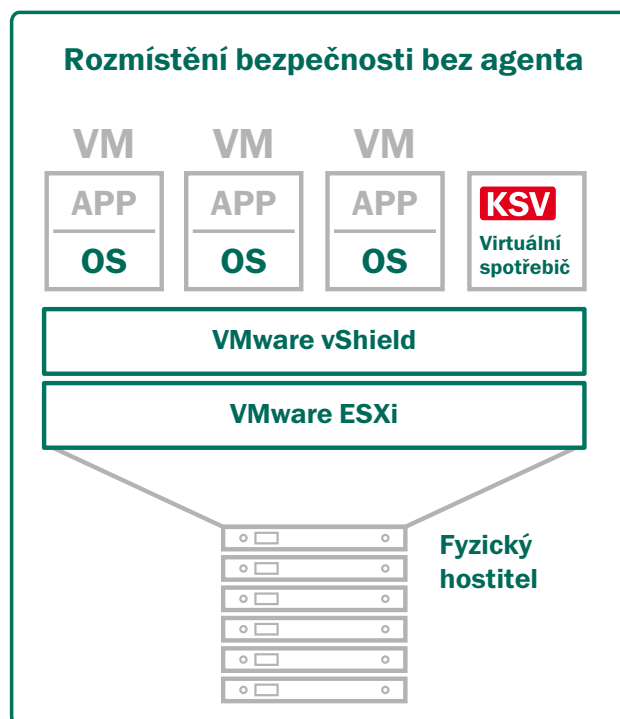 Rozmístění bezpečnosti bez agenta
VM VM VM
APP APP APP KSV
OS OS OS Virtuální
spotřebič
VMware vShield
VMware ESXi
Fyzický
hostitel